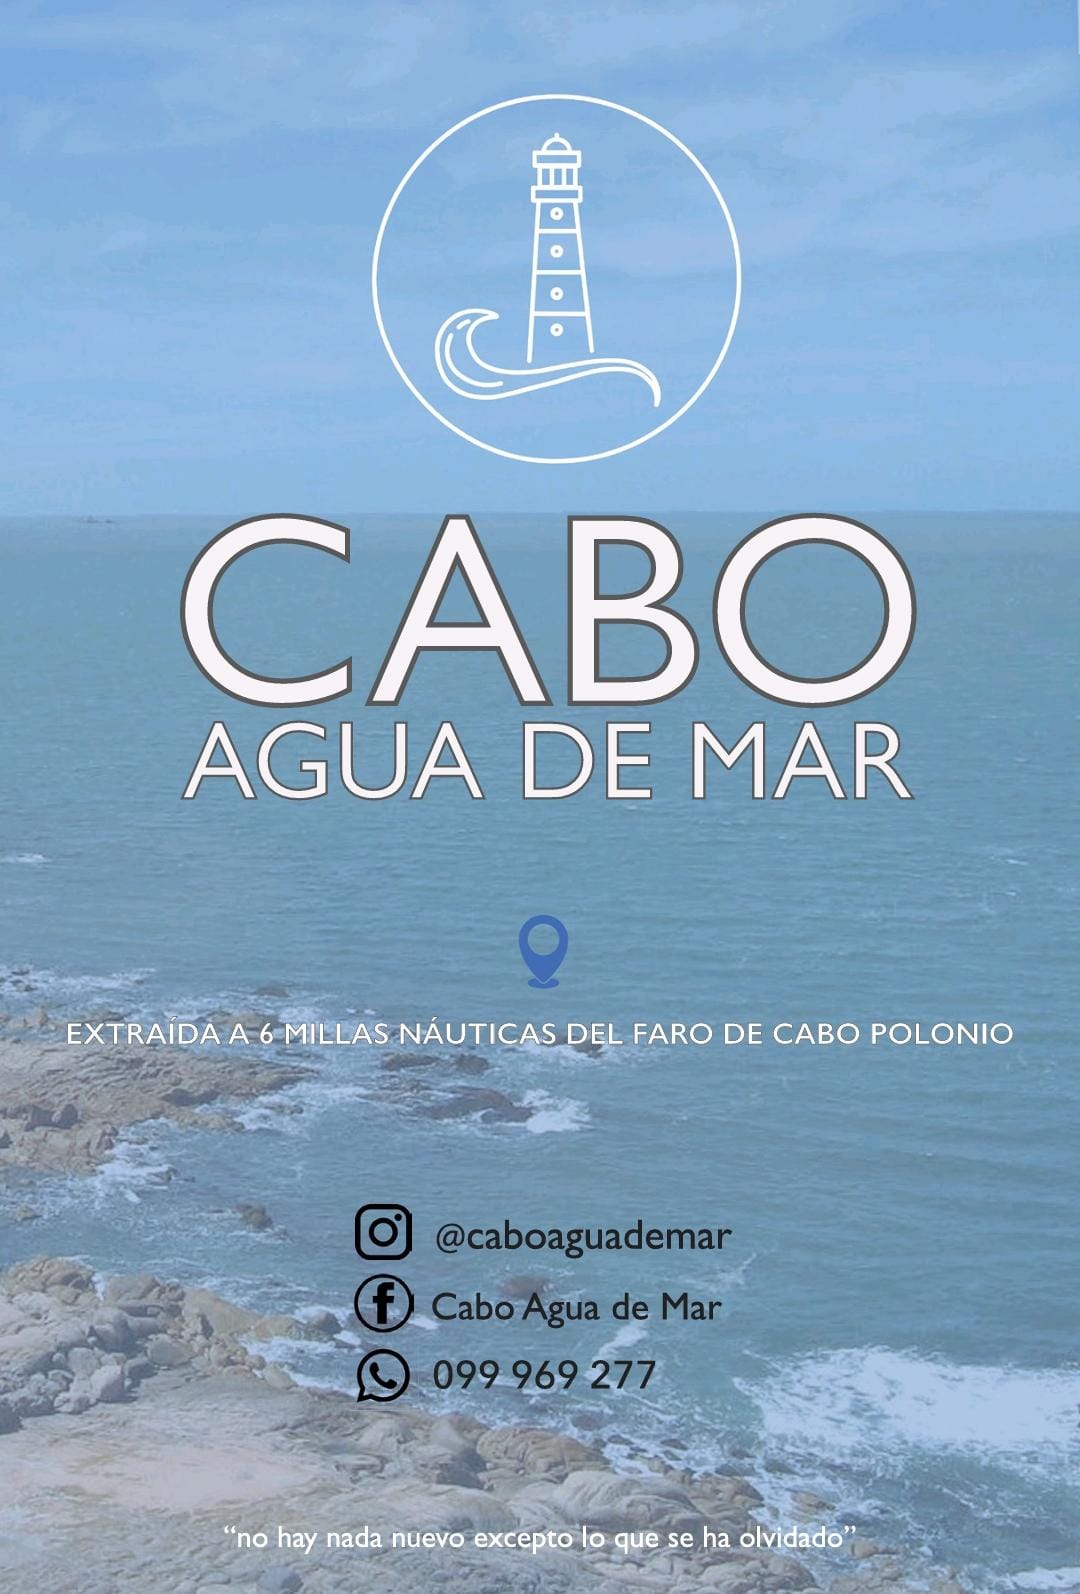 CABO
AGUA DE MAR
EXTRAÍDA A 6 MILLAS NÁUTICAS DEL FARO DE CABO POLONIO
@caboaguademar
Cabo Agua de Mar
099 969 277
“no hay nada nuevo excepto lo que se ha olvidado”